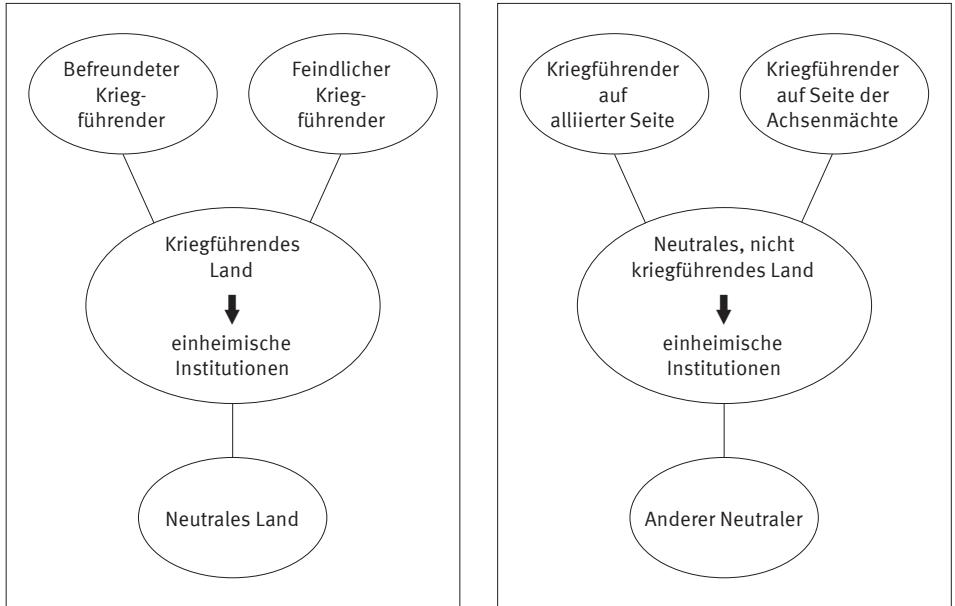 Befreundeter
Krieg-
führender
Feindlicher
Krieg-
führender
Kriegführendes
Land
einheimische
Institutionen
Neutrales Land
Kriegführender
auf
alliierter Seite
Kriegführender
auf Seite der
Achsenmächte
Neutrales, nicht
kriegführendes Land
einheimische
Institutionen
Anderer Neutraler